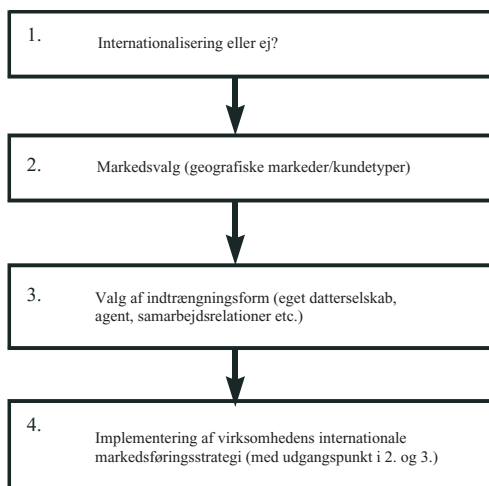 1. Internationalisering eller ej?
2. Markedsvalg (geografiske markeder/kundetyper)
3. Valg af indtrængningsform (eget datterselskab,
agent, samarbejdsrelationer etc.)
4. Implementering af virksomhedens internationale
markedsføringsstrategi (med udgangspunkt i 2. og 3.)